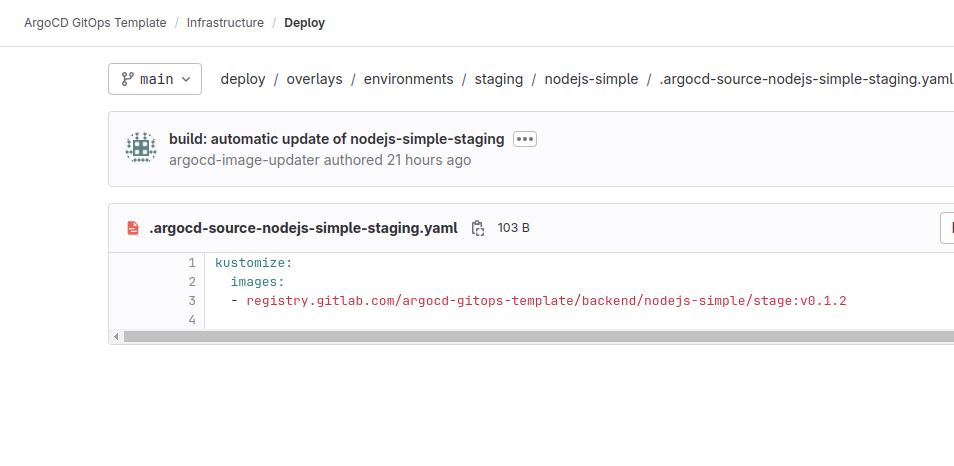 ArgoCD GitOps Template / Infrastructure / Deploy
main deploy / overlays / environments / staging / nodejs-simple / .argocd-source-nodejs-simple-staging.yaml
build: automatic update of nodejs-simple-staging
argocd-image-updater authored 21 hours ago
.argocd-source-nodejs-simple-staging.yaml 103 B
1 kustomize:
2   images:
3   - registry.gitlab.com/argocd-gitops-template/backend/nodejs-simple/stage:v0.1.2
4